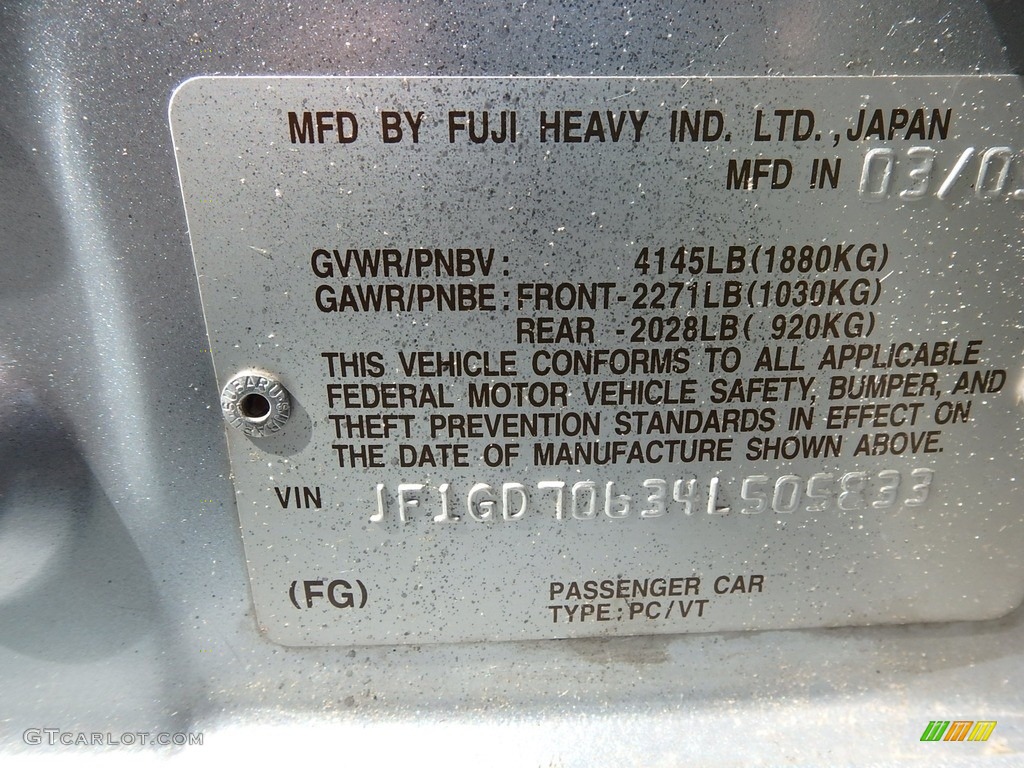 MFD BY FUJI HEAVY IND. LTD.,JAPAN
MFD IN 03/0
GVWR/PNBV: 4145LB(1880KG)
GAWR/PNBE:FRONT-2271LB(1030KG)
REAR -2028LB( 920KG)
THIS VEHICLE CONFORMS TO ALL APPLICABLE
FEDERAL MOTOR VEHICLE SAFETY, BUMPER, AND
THEFT PREVENTION STANDARDS IN EFFECT ON
THE DATE OF MANUFACTURE SHOWN ABOVE.
SUBARU SUBARU
VIN JF1GD70634L505833
(FG) PASSENGER CAR
TYPE:PC/VT
GTCARLOT.COM